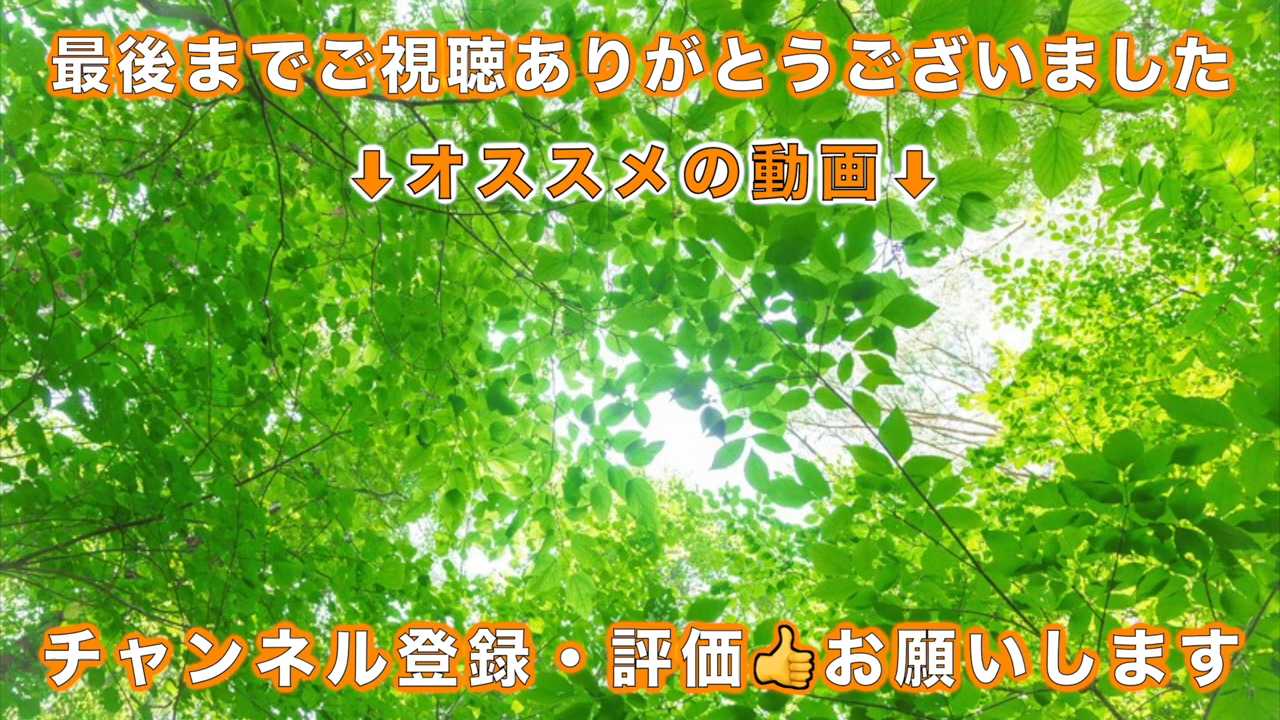 最後までご視聴ありがとうございました
⬇オススメの動画⬇
チャンネル登録・評価👍お願いします